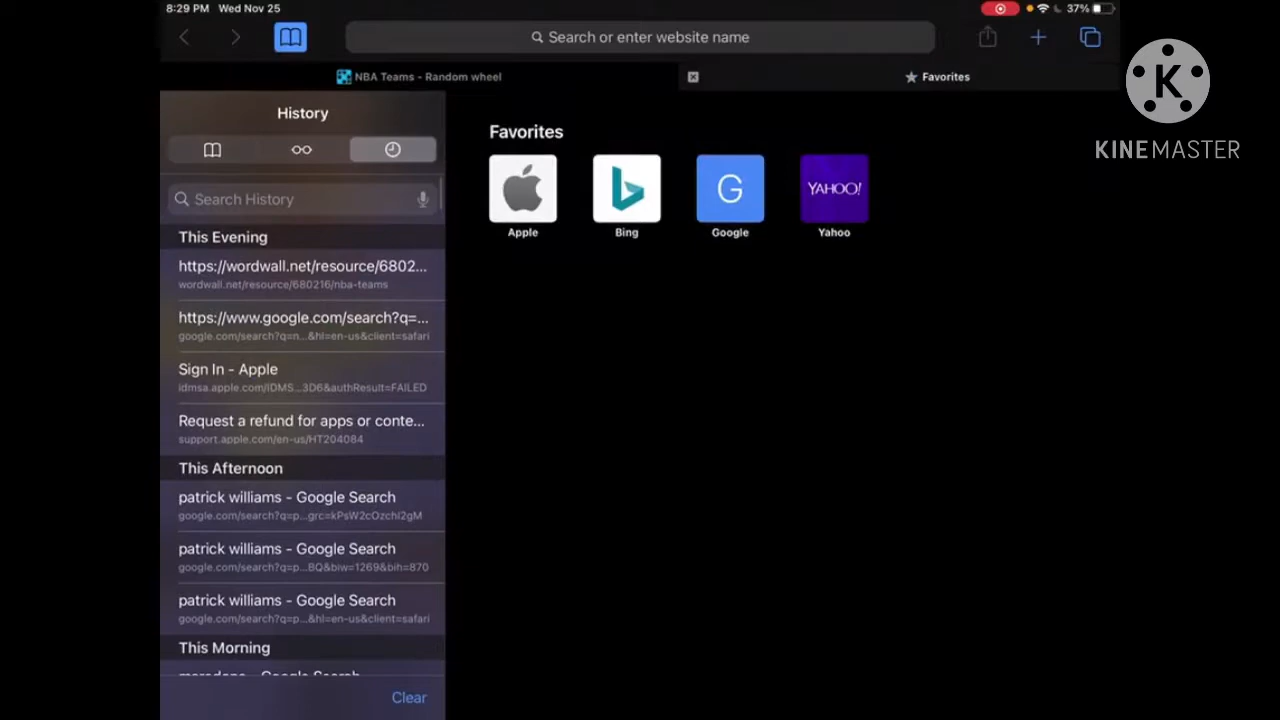 8:29 PM Wed Nov 25
37%
Search or enter website name
NBA Teams - Random wheel
Favorites
K
KINEMASTER
History
Search History
This Evening
https://wordwall.net/resource/6802...
wordwall.net/resource/680216/nba-teams
https://www.google.com/search?q=...
google.com/search?q=n...&hl=en-us&client=safari
Sign In - Apple
idmsa.apple.com/IDMS...3D6&authResult=FAILED
Request a refund for apps or conte...
support.apple.com/en-us/HT204084
This Afternoon
patrick williams - Google Search
google.com/search?q=p...grc=kPsW2cOzchI2gM
patrick williams - Google Search
google.com/search?q=p...BQ&biw=1269&bih=870
patrick williams - Google Search
google.com/search?q=p...&hl=en-us&client=safari
This Morning
Google Search
Clear
Favorites
G
YAHOO!
Apple
Bing
Google
Yahoo